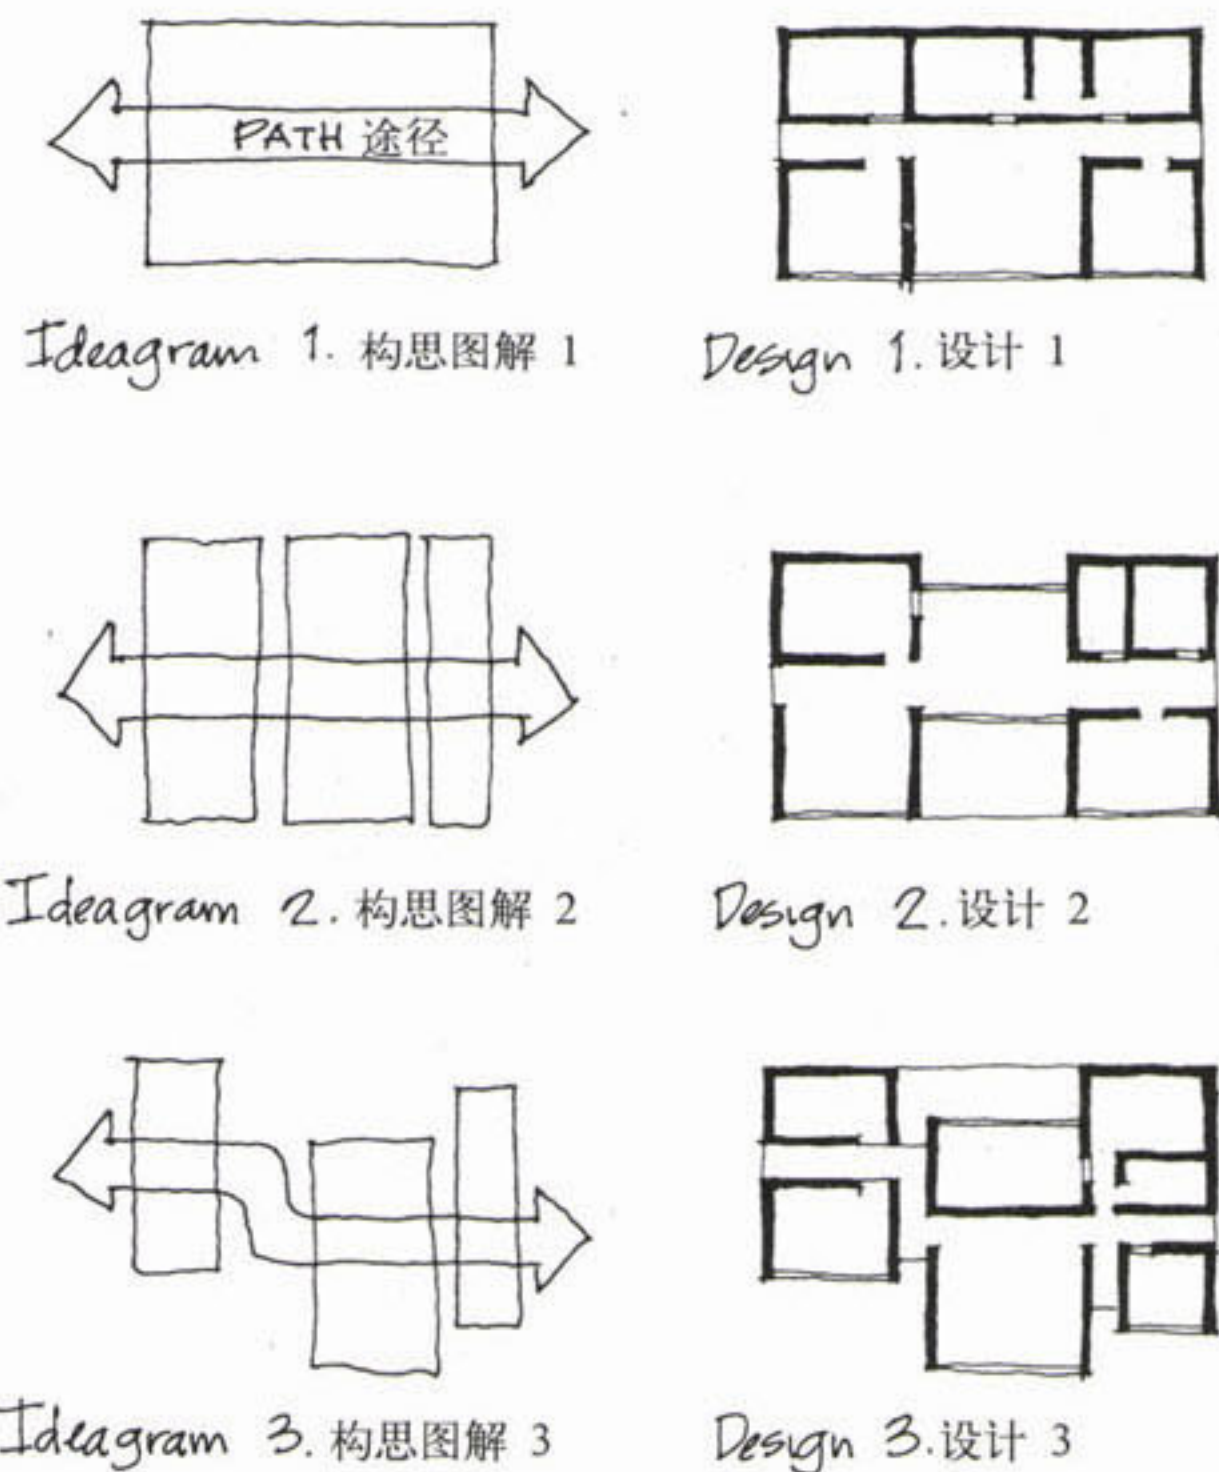 PATH 途径
Ideagram 1. 构思图解 1
Design 1. 设计 1
Ideagram 2. 构思图解 2
Design 2. 设计 2
Ideagram 3. 构思图解 3
Design 3. 设计 3